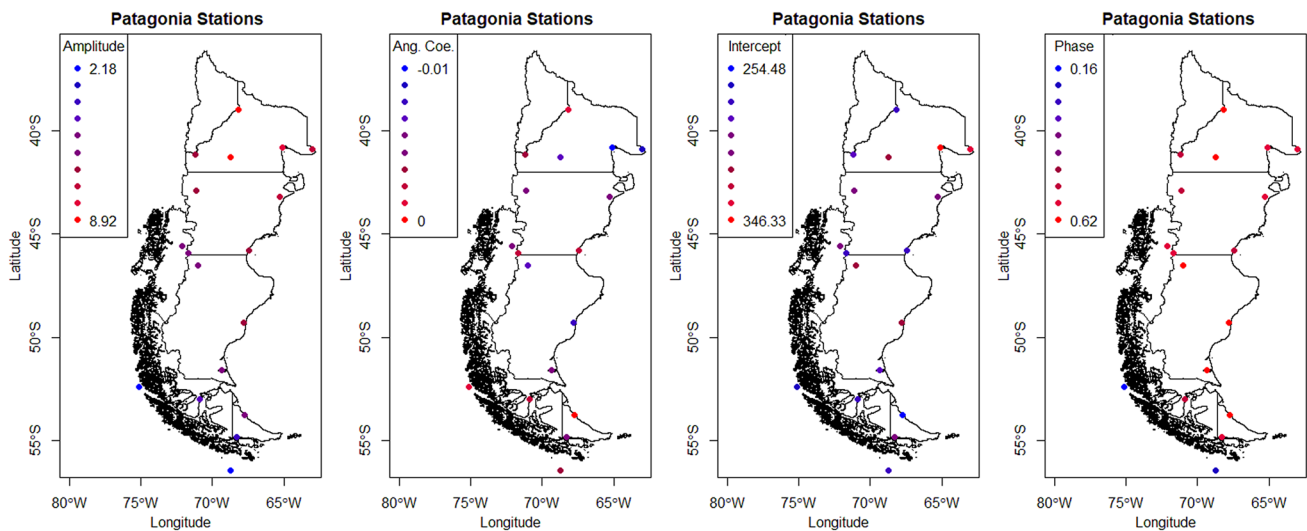 Patagonia Stations
Amplitude
2.18
8.92
40°S
45°S
50°S
55°S
Latitude
80°W 75°W 70°W 65°W
Longitude
Patagonia Stations
Ang. Coe.
-0.01
0
40°S
45°S
50°S
55°S
Latitude
80°W 75°W 70°W 65°W
Longitude
Patagonia Stations
Intercept
254.48
346.33
40°S
45°S
50°S
55°S
Latitude
80°W 75°W 70°W 65°W
Longitude
Patagonia Stations
Phase
0.16
0.62
40°S
45°S
50°S
55°S
Latitude
80°W 75°W 70°W 65°W
Longitude